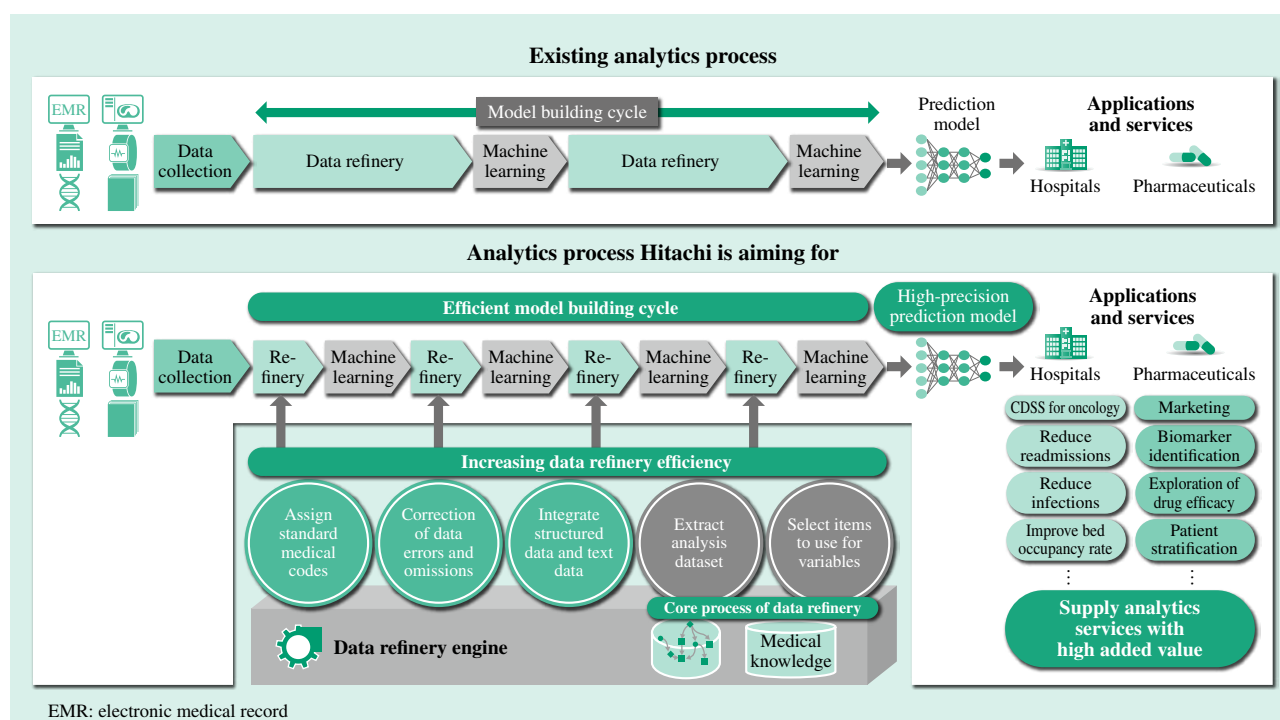 Existing analytics process
EMR
Model building cycle
Prediction
model
Applications
and services
Data
collection
Data refinery
Machine
learning
Data refinery
Machine
learning
Hospitals
Pharmaceuticals
Analytics process Hitachi is aiming for
Efficient model building cycle
High-precision
prediction model
Applications
and services
EMR
Data
collection
Re-
finery
Machine
learning
Re-
finery
Machine
learning
Re-
finery
Machine
learning
Re-
finery
Machine
learning
Hospitals
Pharmaceuticals
CDSS for oncology
Marketing
Reduce
readmissions
Biomarker
identification
Reduce
infections
Exploration of
drug efficacy
Improve bed
occupancy rate
Patient
stratification
⋮
⋮
Supply analytics
services with
high added value
Increasing data refinery efficiency
Assign
standard
medical
codes
Correction
of data
errors and
omissions
Integrate
structured
data and text
data
Extract
analysis
dataset
Select items
to use for
variables
Core process of data refinery
Data refinery engine
Medical
knowledge
EMR: electronic medical record